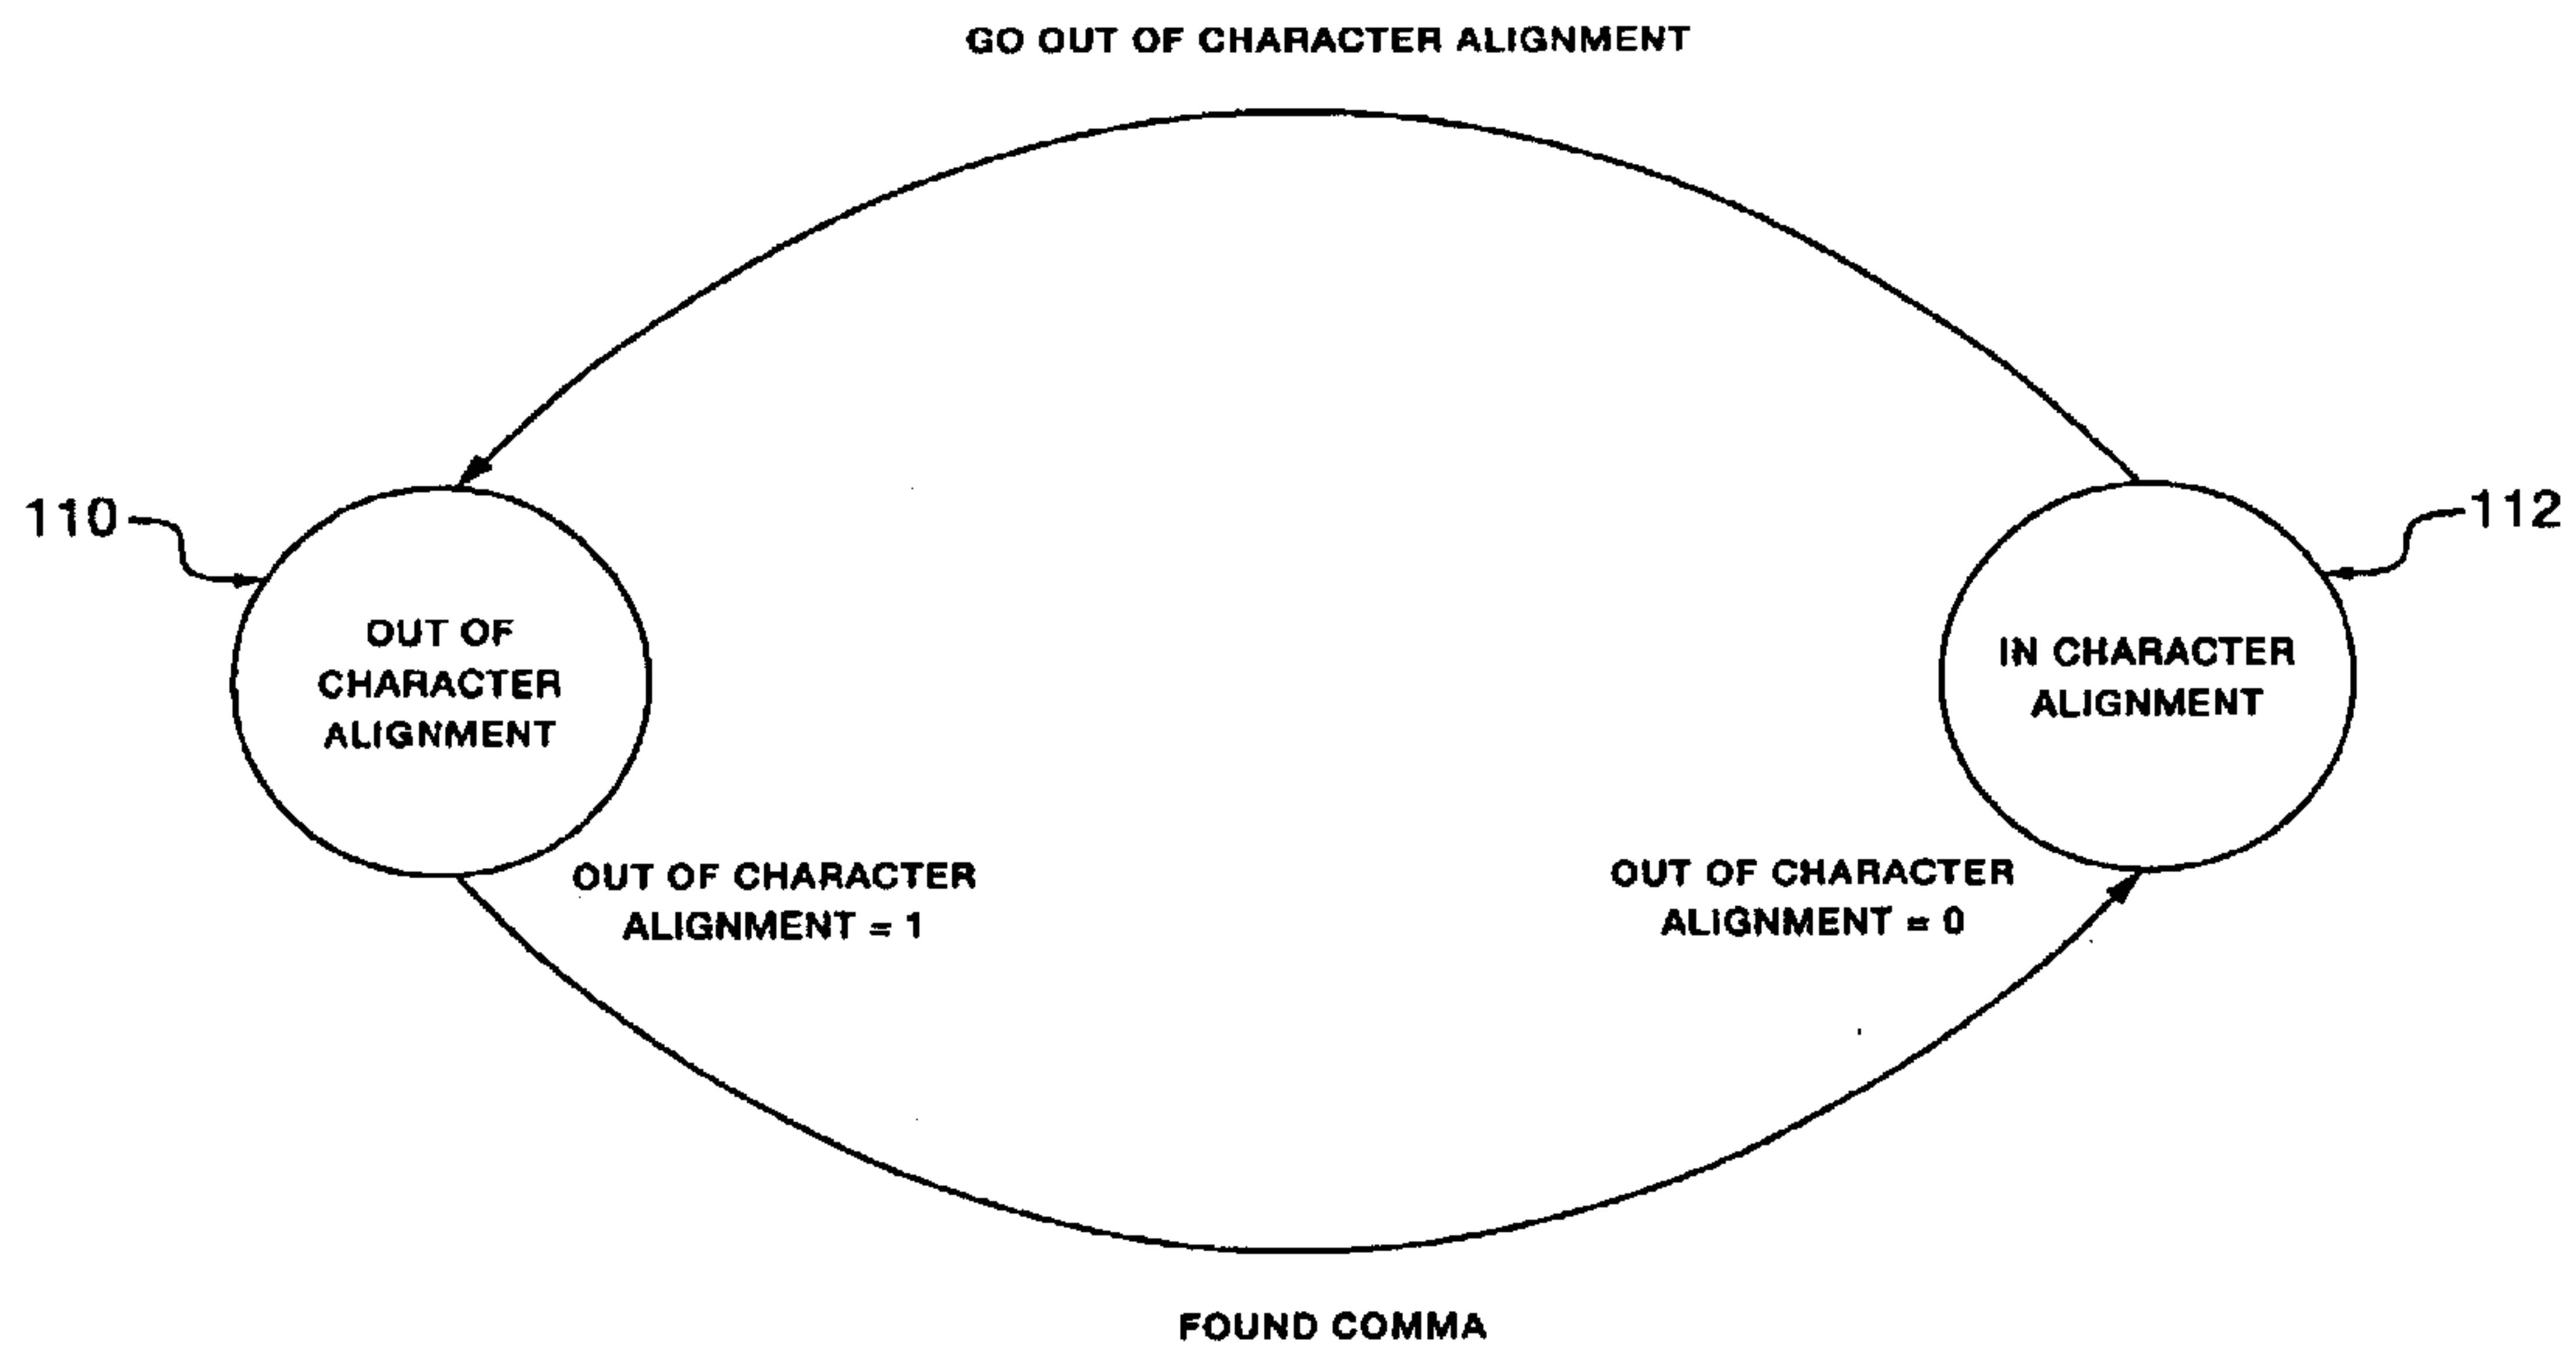 GO OUT OF CHARACTER ALIGNMENT
110
112
OUT OF
CHARACTER
ALIGNMENT
IN CHARACTER
ALIGNMENT
OUT OF CHARACTER
ALIGNMENT = 1
OUT OF CHARACTER
ALIGNMENT = 0
FOUND COMMA